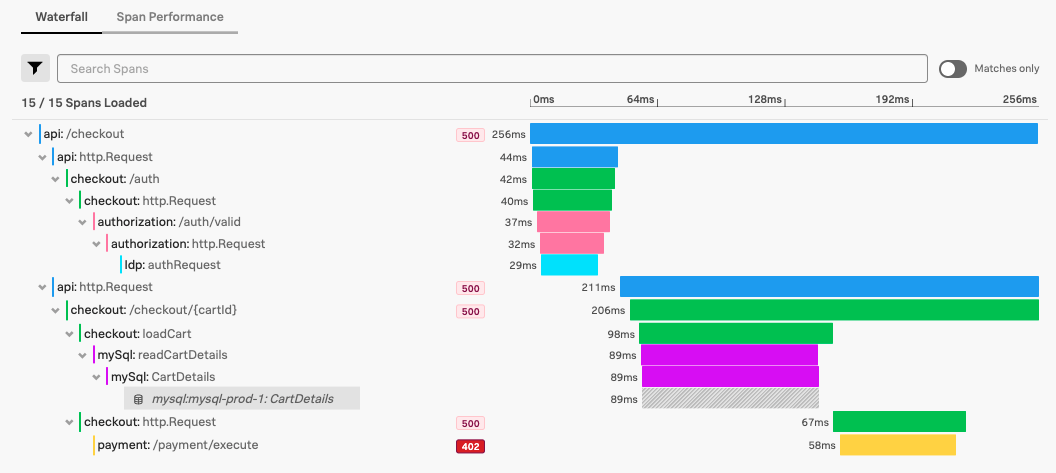 Waterfall Span Performance
Search Spans Matches only
15 / 15 Spans Loaded 0ms 64ms 128ms 192ms 256ms
api: /checkout 500 256ms
api: http.Request 44ms
checkout: /auth 42ms
checkout: http.Request 40ms
authorization: /auth/valid 37ms
authorization: http.Request 32ms
ldp: authRequest 29ms
api: http.Request 500 211ms
checkout: /checkout/{cartId} 500 206ms
checkout: loadCart 98ms
mySql: readCartDetails 89ms
mySql: CartDetails 89ms
mysql:mysql-prod-1: CartDetails 89ms
checkout: http.Request 500 67ms
payment: /payment/execute 402 58ms